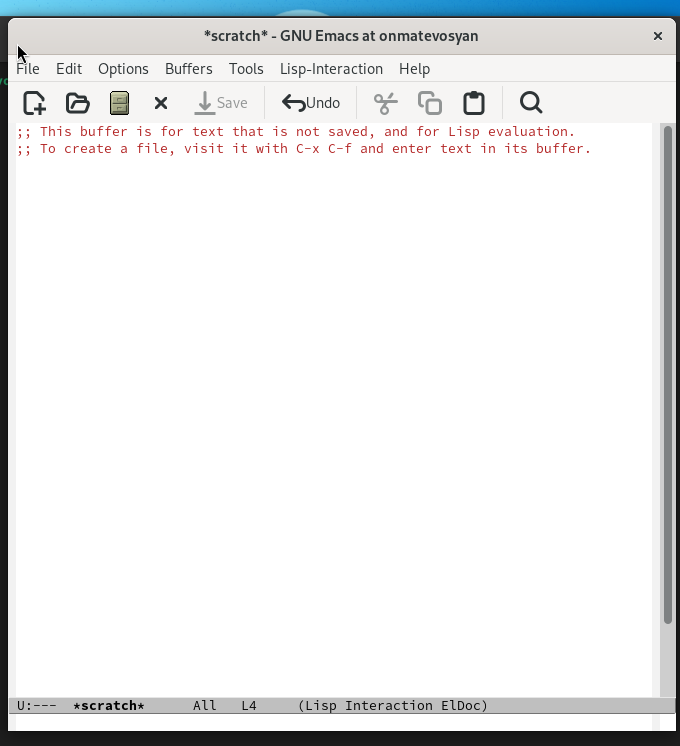 *scratch* - GNU Emacs at onmatevosyan
File Edit Options Buffers Tools Lisp-Interaction Help
Save Undo
;; This buffer is for text that is not saved, and for Lisp evaluation.
;; To create a file, visit it with C-x C-f and enter text in its buffer.
U:--- *scratch* All L4 (Lisp Interaction ElDoc)